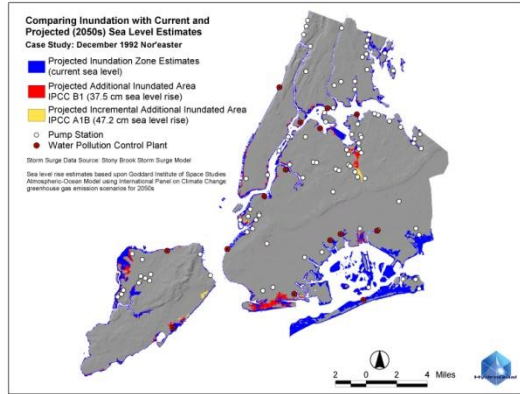 Comparing Inundation with Current and
Projected (2050s) Sea Level Estimates
Case Study: December 1992 Nor'easter
Projected Inundation Zone Estimates
(current sea level)
Projected Additional Inundated Area
IPCC B1 (37.5 cm sea level rise)
Projected Incremental Additional Inundated Area
IPCC A1B (47.2 cm sea level rise)
Pump Station
Water Pollution Control Plant
Storm Surge Data Source: Stony Brook Storm Surge Model
Sea level rise estimates based upon Goddard Institute of Space Studies
Atmospheric-Ocean Model using International Panel on Climate Change
greenhouse gas emission scenarios for 2050s
2 0 2 4 Miles